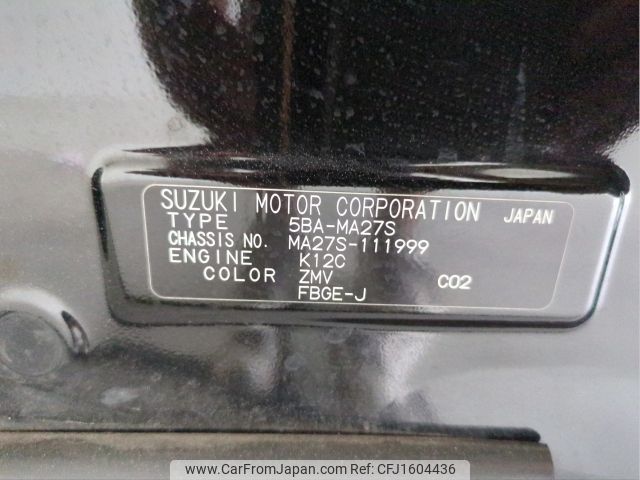 SUZUKI MOTOR CORPORATION JAPAN
TYPE 5BA-MA27S
CHASSIS NO. MA27S-111999
ENGINE K12C
COLOR ZMV C02
FBGE-J
www.CarFromJapan.com|CFJ1604436